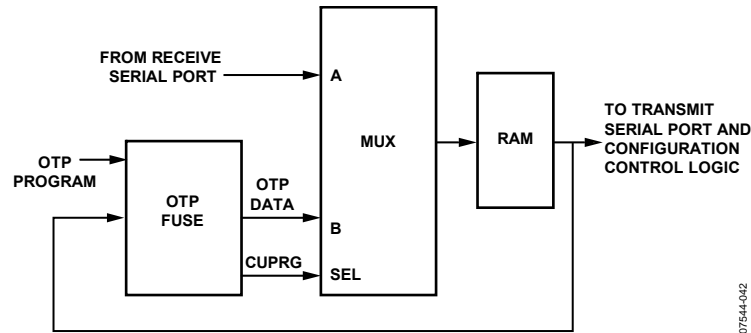 FROM RECEIVE
SERIAL PORT
A
MUX
RAM
TO TRANSMIT
SERIAL PORT AND
CONFIGURATION
CONTROL LOGIC
OTP
PROGRAM
OTP
FUSE
OTP
DATA
B
CUPRG
SEL
07544-042